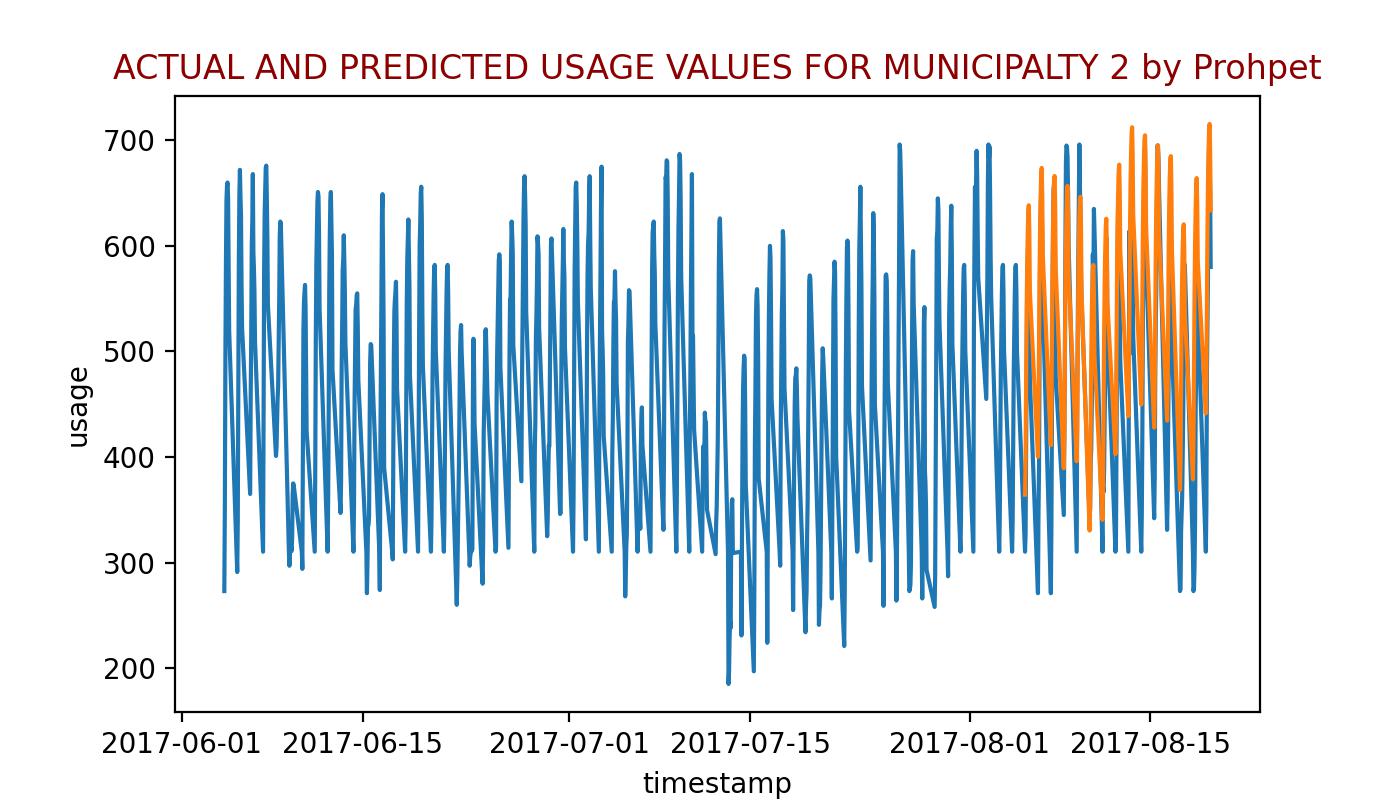 ACTUAL AND PREDICTED USAGE VALUES FOR MUNICIPALTY 2 by Prohpet
700
600
500
400
300
200
usage
2017-06-01 2017-06-15 2017-07-01 2017-07-15 2017-08-01 2017-08-15
timestamp